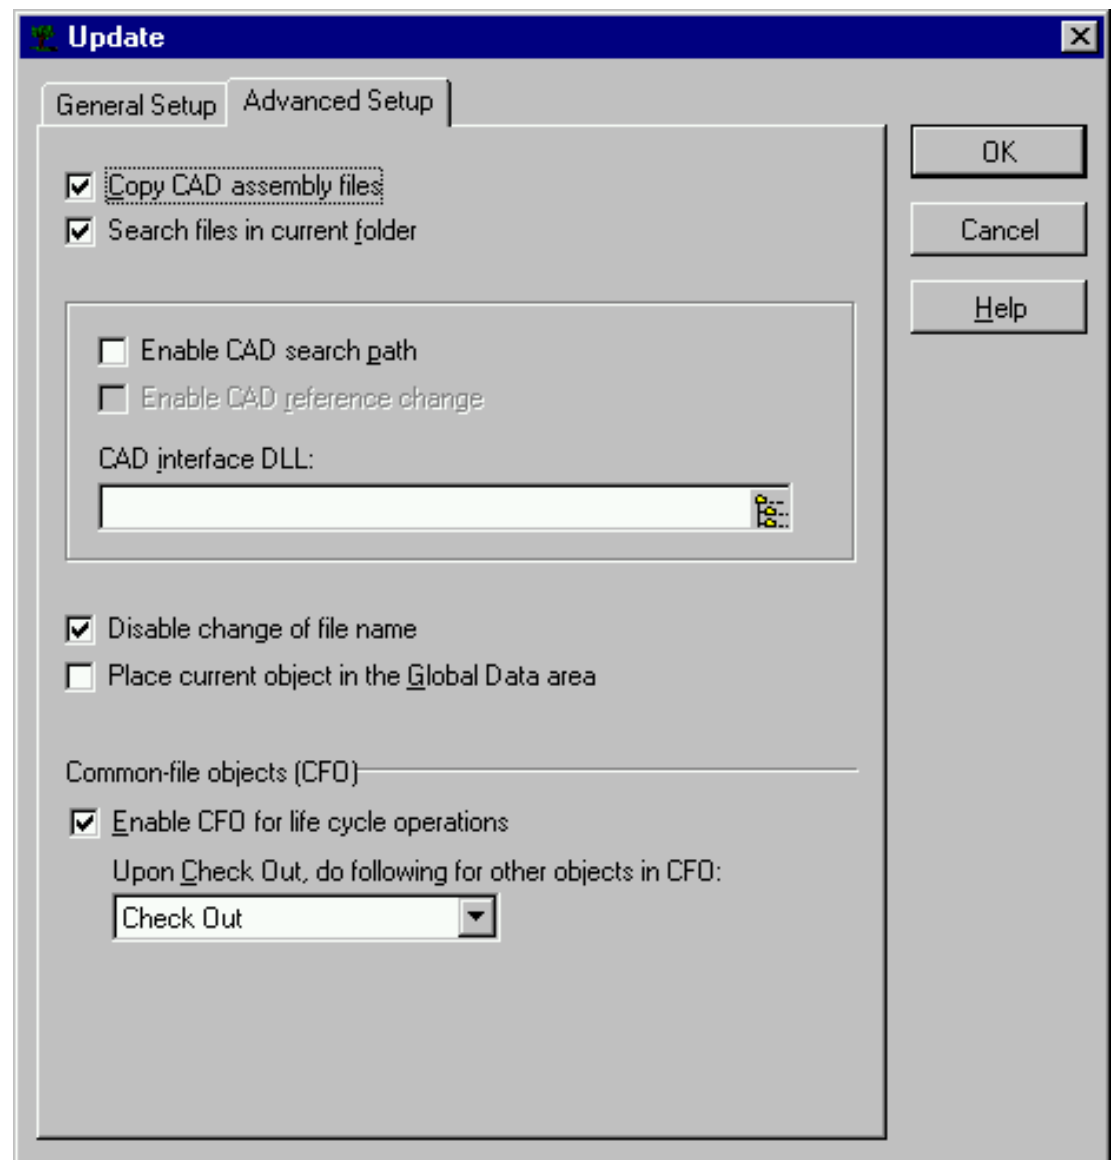 Update
General Setup
Advanced Setup
OK
Copy CAD assembly files
Search files in current folder
Cancel
Help
Enable CAD search path
Enable CAD reference change
CAD interface DLL:
Disable change of file name
Place current object in the Global Data area
Common-file objects (CFO)
Enable CFO for life cycle operations
Upon Check Out, do following for other objects in CFO:
Check Out